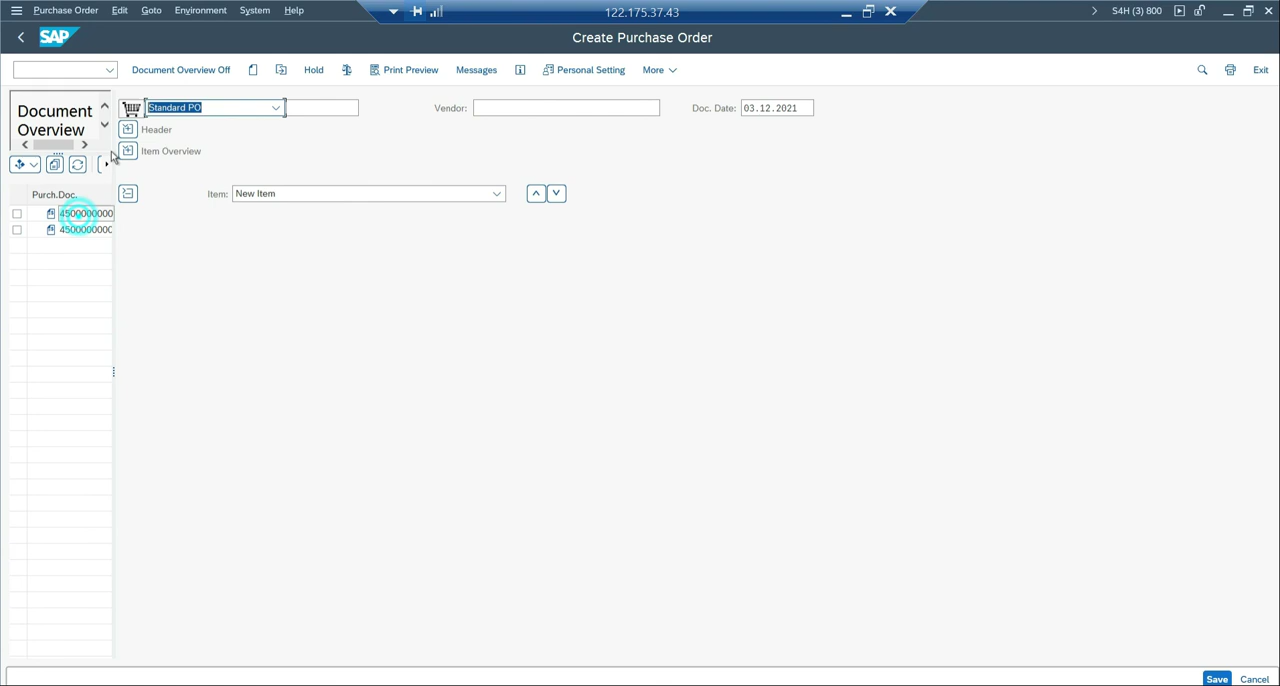 Purchase Order Edit Goto Environment System Help 122.175.37.43 S4H (3) 800
SAP Create Purchase Order
Document Overview Off Hold Print Preview Messages Personal Setting More Exit
Document
Overview
Standard PO Vendor: Doc. Date: 03.12.2021
Header
Item Overview
Purch.Doc.
Item: New Item
4500000000
450000000
Save Cancel